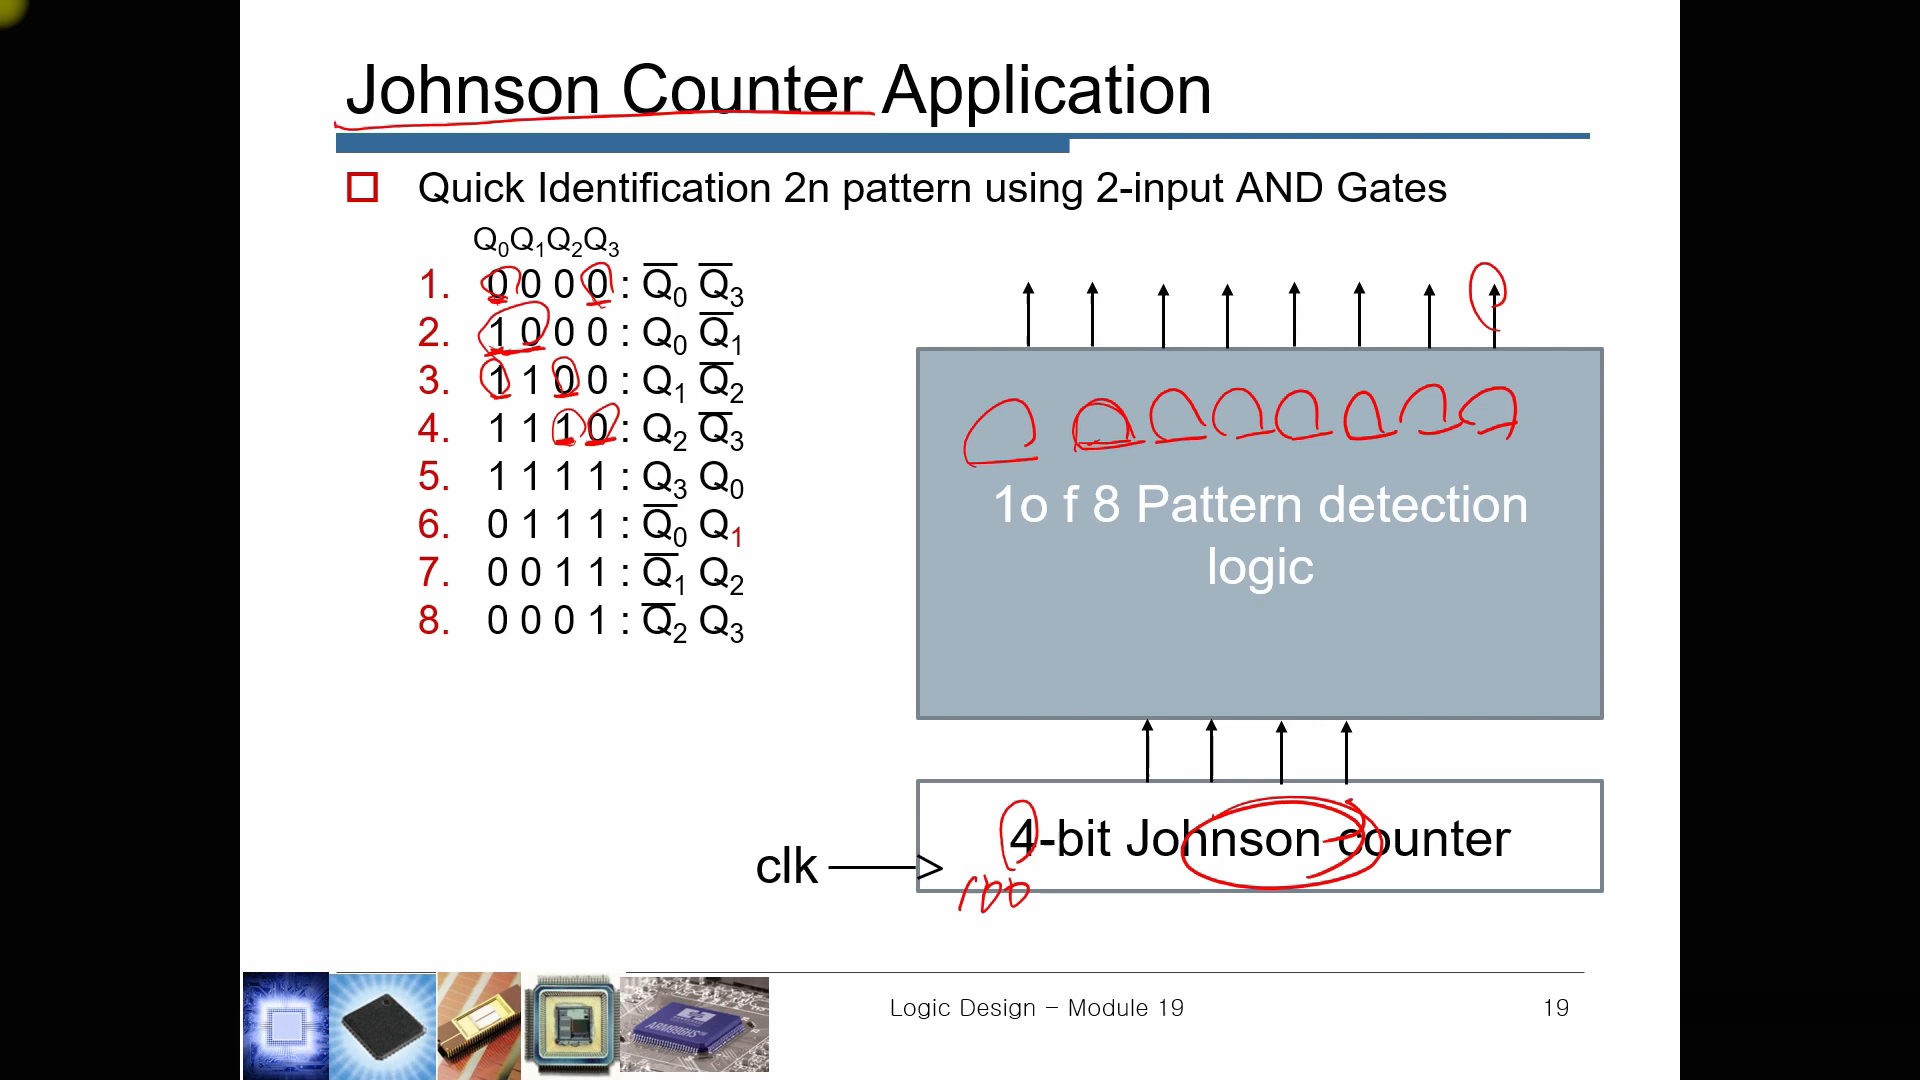 Johnson Counter Application
Quick Identification 2n pattern using 2-input AND Gates
Q₀Q₁Q₂Q₃
1. 0 0 0 0 : Q̅₀ Q̅₃
2. 1 0 0 0 : Q₀ Q̅₁
3. 1 1 0 0 : Q₁ Q̅₂
4. 1 1 1 0 : Q₂ Q̅₃
5. 1 1 1 1 : Q₃ Q₀
6. 0 1 1 1 : Q̅₀ Q₁
7. 0 0 1 1 : Q̅₁ Q₂
8. 0 0 0 1 : Q̅₂ Q₃
1o f 8 Pattern detection
logic
4-bit Johnson counter
clk
100
Logic Design – Module 19
19